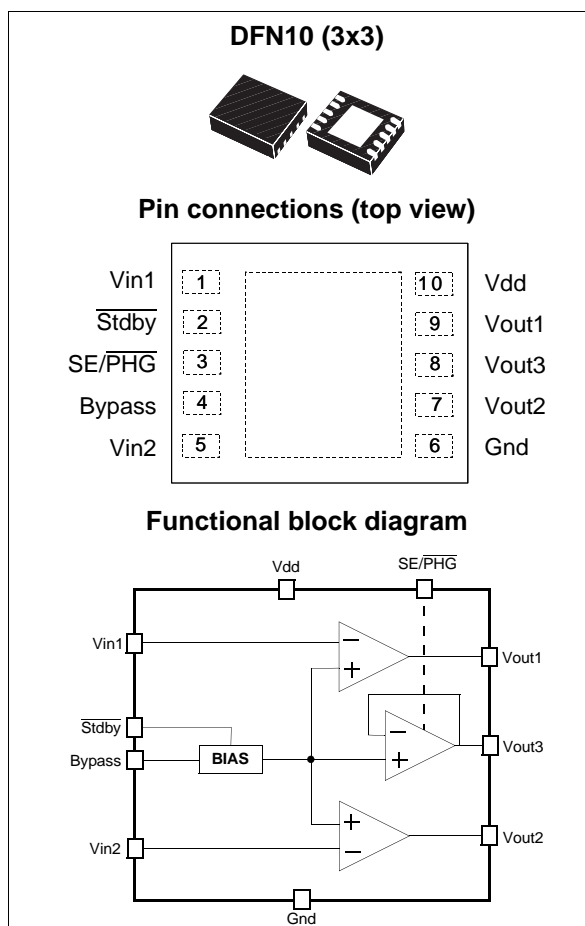 DFN10 (3x3)
Pin connections (top view)
Vin1 1 10 Vdd
Stdby 2 9 Vout1
SE/PHG 3 8 Vout3
Bypass 4 7 Vout2
Vin2 5 6 Gnd
Functional block diagram
Vdd SE/PHG
Vin1 − Vout1
+
Stdby
− Vout3
Bypass BIAS +
+ Vout2
Vin2 −
Gnd